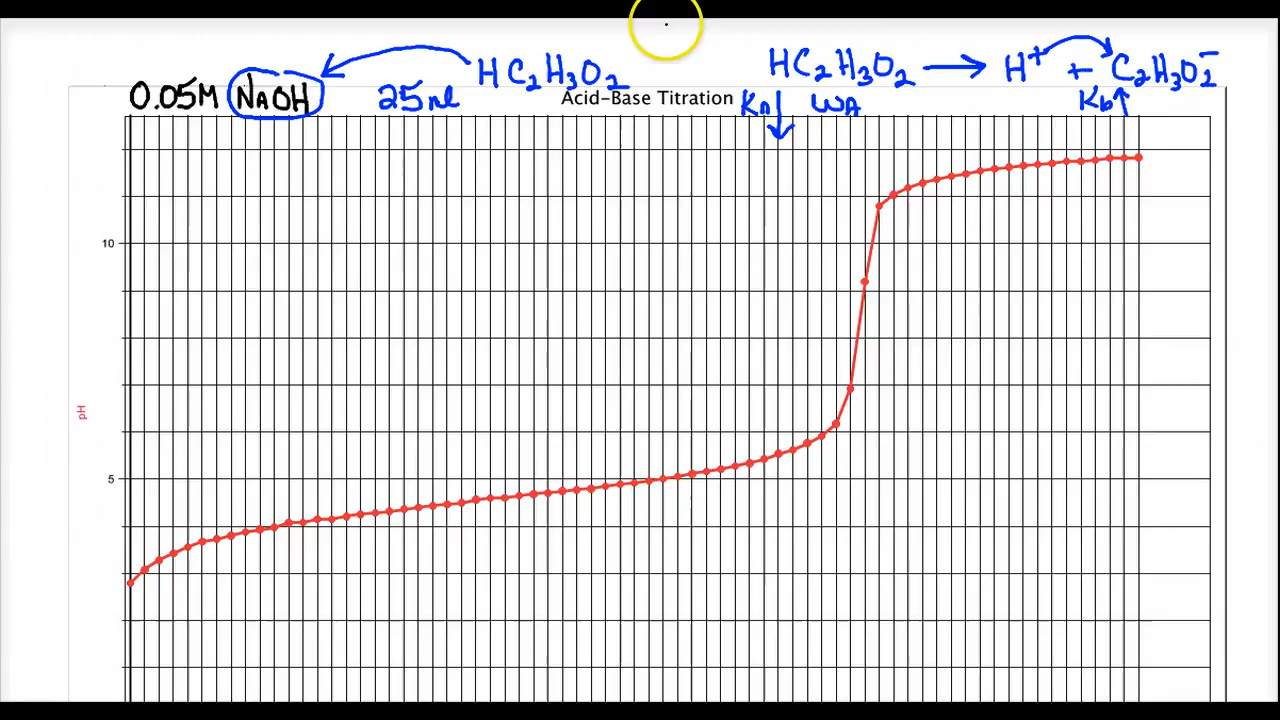 HC2H3O2 HC2H3O2 → H+ + C2H3O2-
0.05M NaOH 25ml Acid-Base Titration Ka↓ WA Kb↑
10
pH
5